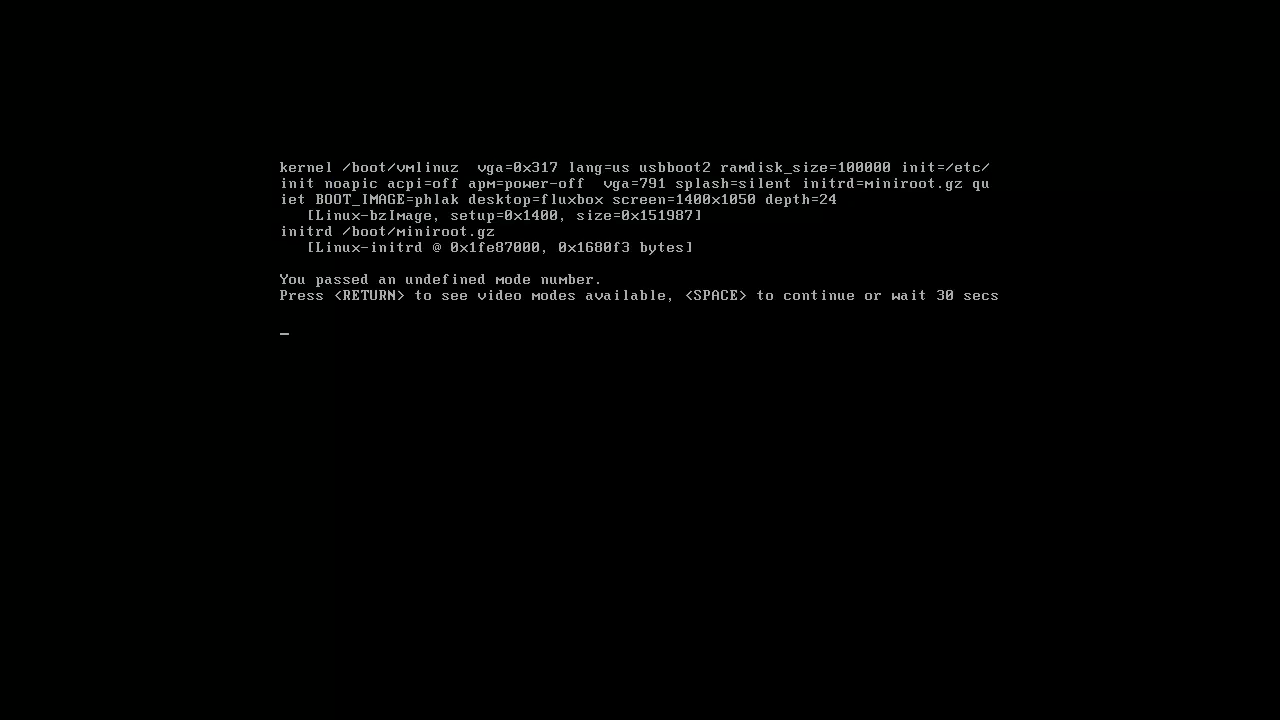 kernel /boot/vmlinuz  vga=0x317 lang=us usbboot2 ramdisk_size=100000 init=/etc/
init noapic acpi=off apm=power-off  vga=791 splash=silent initrd=miniroot.gz qu
iet BOOT_IMAGE=phlak desktop=fluxbox screen=1400x1050 depth=24
   [Linux-bzImage, setup=0x1400, size=0x151987]
initrd /boot/miniroot.gz
   [Linux-initrd @ 0x1fe87000, 0x1680f3 bytes]
You passed an undefined mode number.
Press <RETURN> to see video modes available, <SPACE> to continue or wait 30 secs